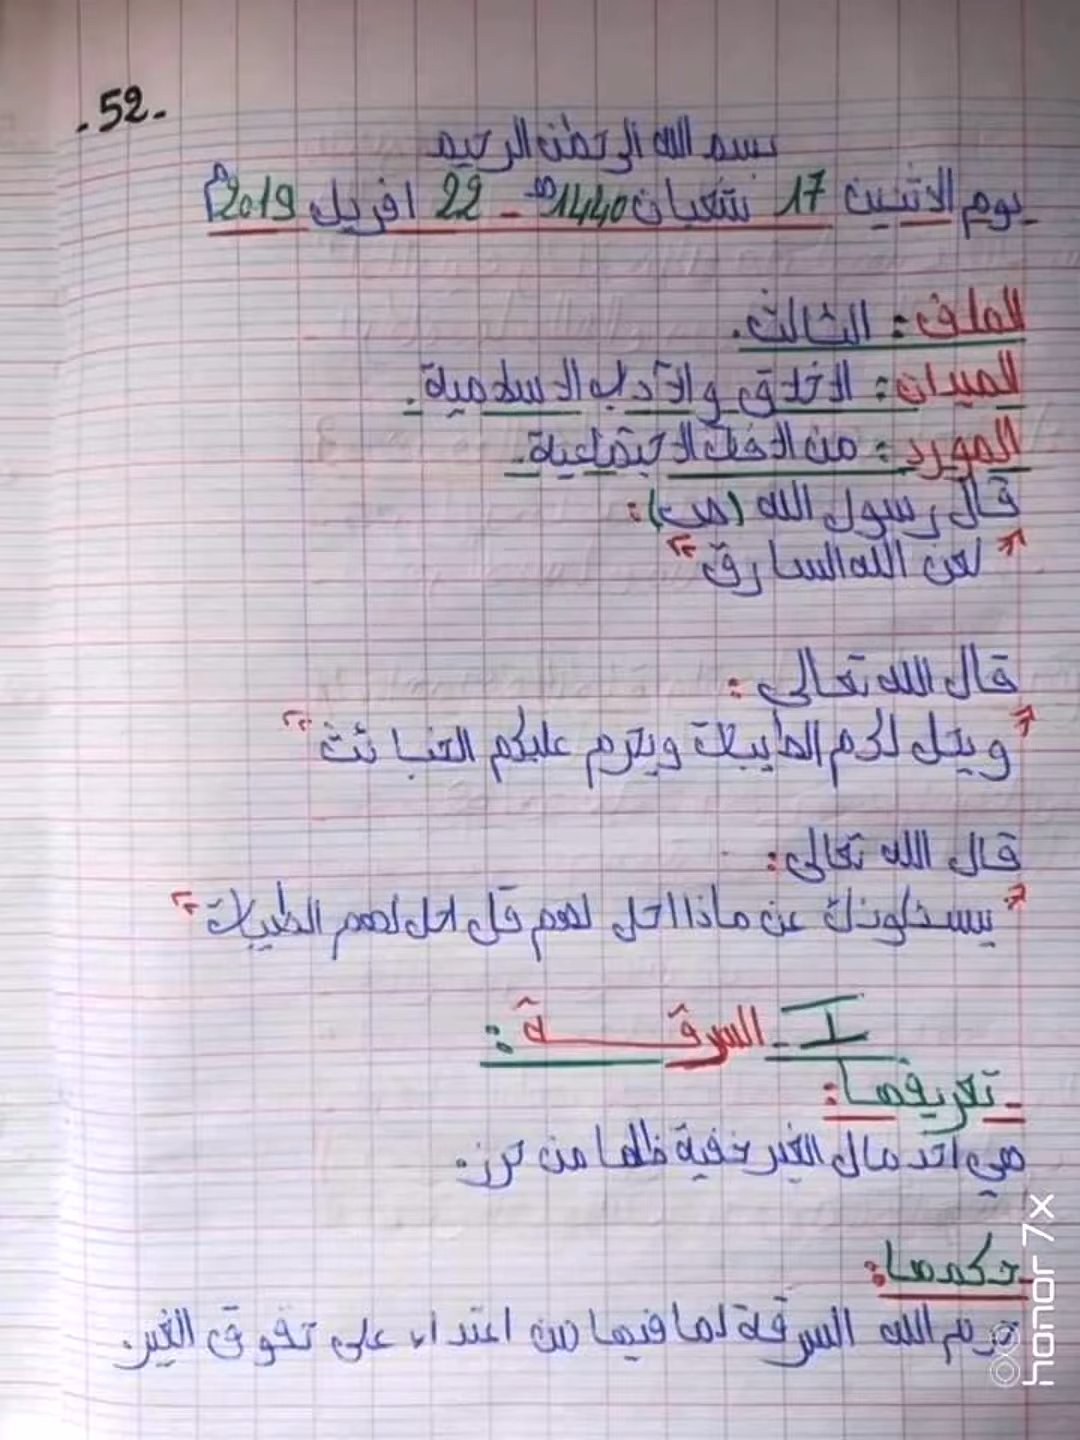 -52-
بسم الله الرحمن الرحيم
يوم الاثنين 17 شعبان 1440هـ - 22 افريل 2019م
الملف: الثالث.
الميدان: الاخلاق والآداب الاسلامية.
المورد: من الافات الاجتماعية.
قال رسول الله (ص):
"لعن الله السارق"
قال الله تعالى:
"ويحل لكم الطيبات ويحرم عليكم الخبائث"
قال الله تعالى:
"يسئلونك عن ماذا احل لهم قل احل لهم الطيبات"
I- السرقة:
- تعريفها:
هي اخذ مال الغير خفية ظلما من حرز.
- حكمها:
حرم الله السرقة لما فيها من اعتداء على حقوق الغير.
honor 7x